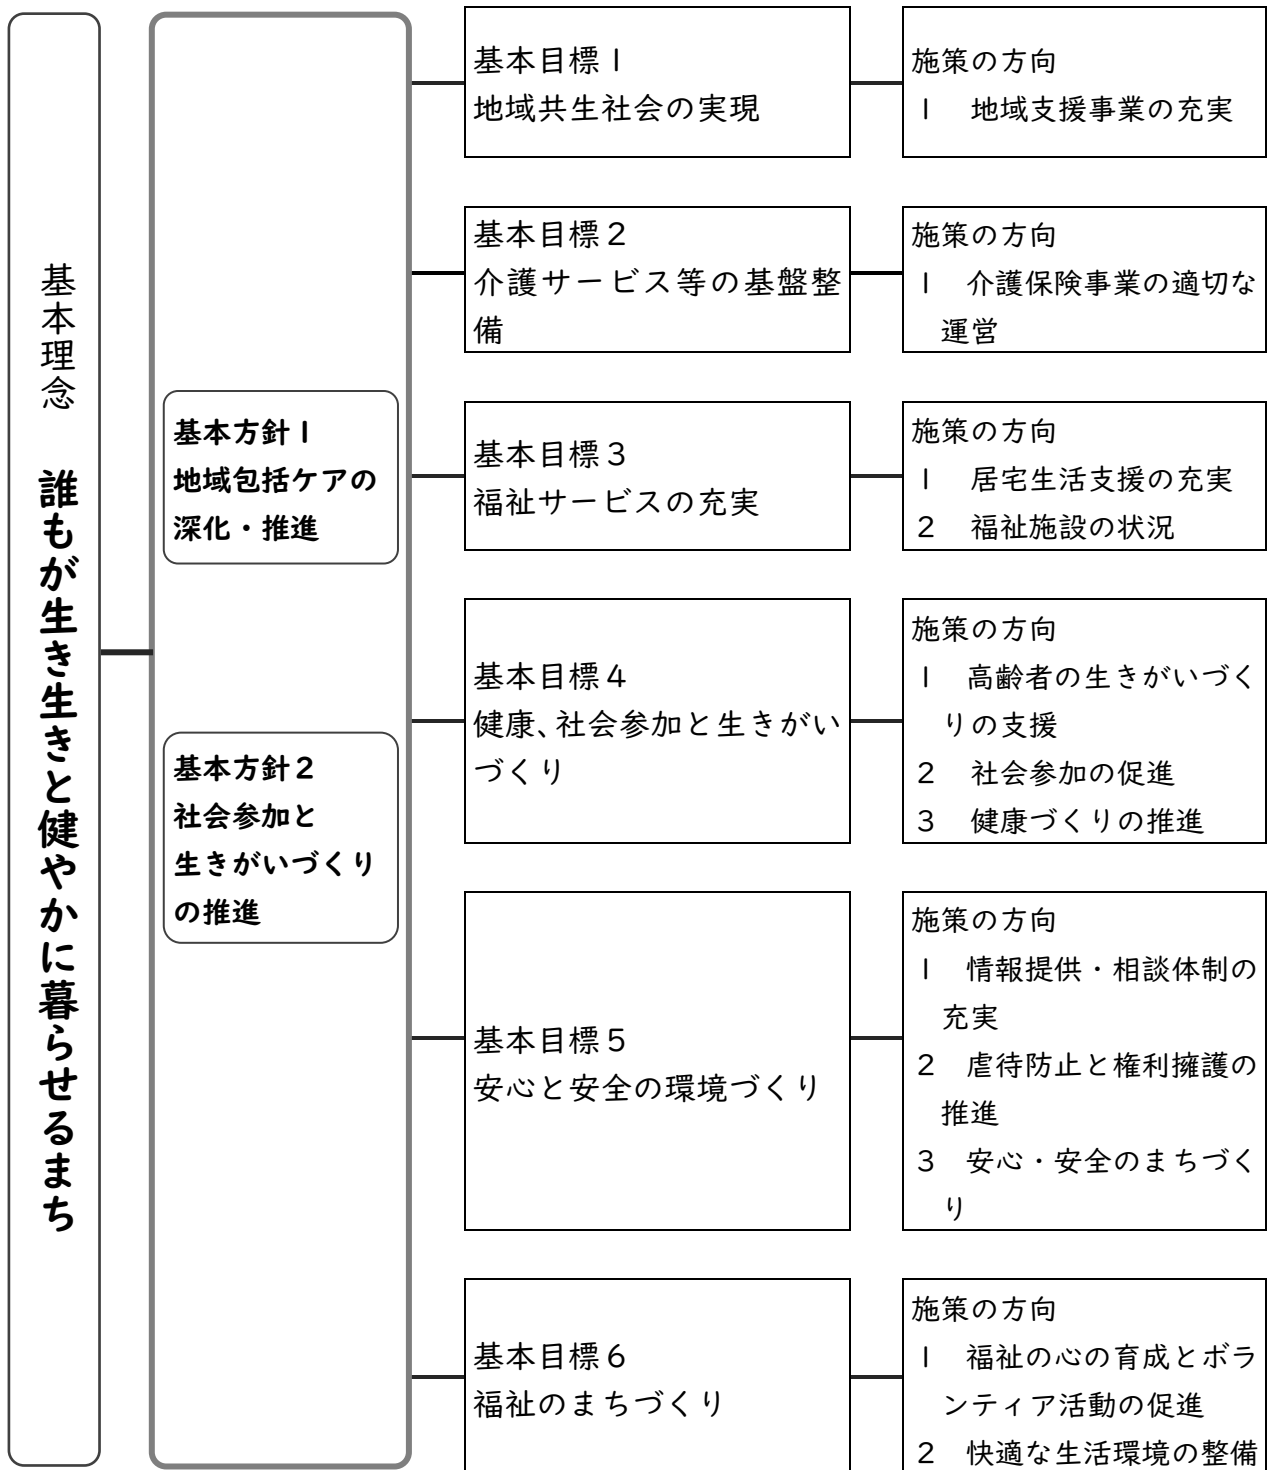 基本理念　誰もが生き生きと健やかに暮らせるまち
基本方針１
地域包括ケアの
深化・推進
基本方針２
社会参加と
生きがいづくり
の推進
基本目標１
地域共生社会の実現
施策の方向
１　地域支援事業の充実
基本目標２
介護サービス等の基盤整
備
施策の方向
１　介護保険事業の適切な
運営
基本目標３
福祉サービスの充実
施策の方向
１　居宅生活支援の充実
２　福祉施設の状況
基本目標４
健康、社会参加と生きがい
づくり
施策の方向
１　高齢者の生きがいづく
りの支援
２　社会参加の促進
３　健康づくりの推進
基本目標５
安心と安全の環境づくり
施策の方向
１　情報提供・相談体制の
充実
２　虐待防止と権利擁護の
推進
３　安心・安全のまちづく
り
基本目標６
福祉のまちづくり
施策の方向
１　福祉の心の育成とボラ
ンティア活動の促進
２　快適な生活環境の整備